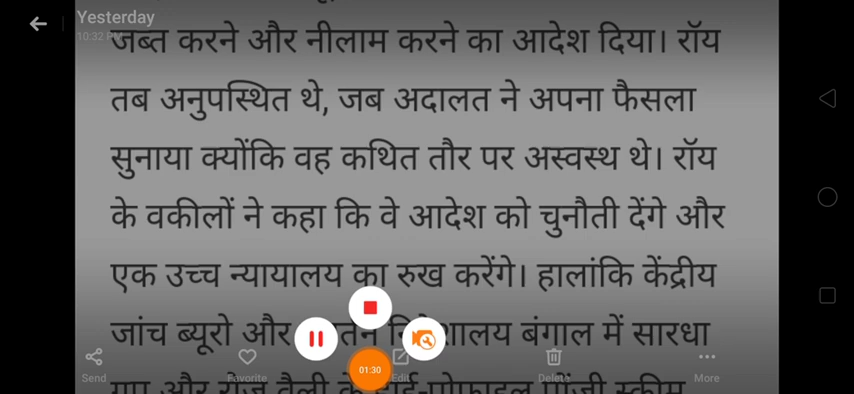 Yesterday
10:32 PM
जब्त करने और नीलाम करने का आदेश दिया। रॉय
तब अनुपस्थित थे, जब अदालत ने अपना फैसला
सुनाया क्योंकि वह कथित तौर पर अस्वस्थ थे। रॉय
के वकीलों ने कहा कि वे आदेश को चुनौती देंगे और
एक उच्च न्यायालय का रुख करेंगे। हालांकि केंद्रीय
जांच ब्यूरो और बंगाल में सारधा
01:30
Send Favorite Edit Delete More